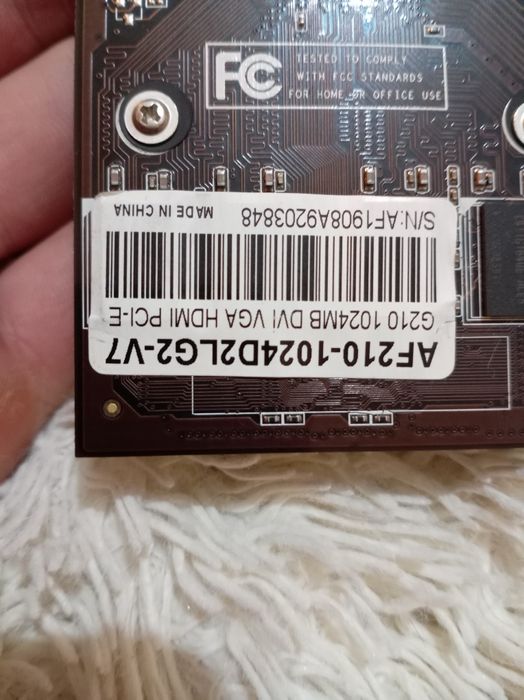 FC
TESTED TO COMPLY
WITH FCC STANDARDS
FOR HOME OR OFFICE USE
AF210-1024D2LG2-V7
G210 1024MB DVI VGA HDMI PCI-E
S/N:AF1908A9203848
MADE IN CHINA